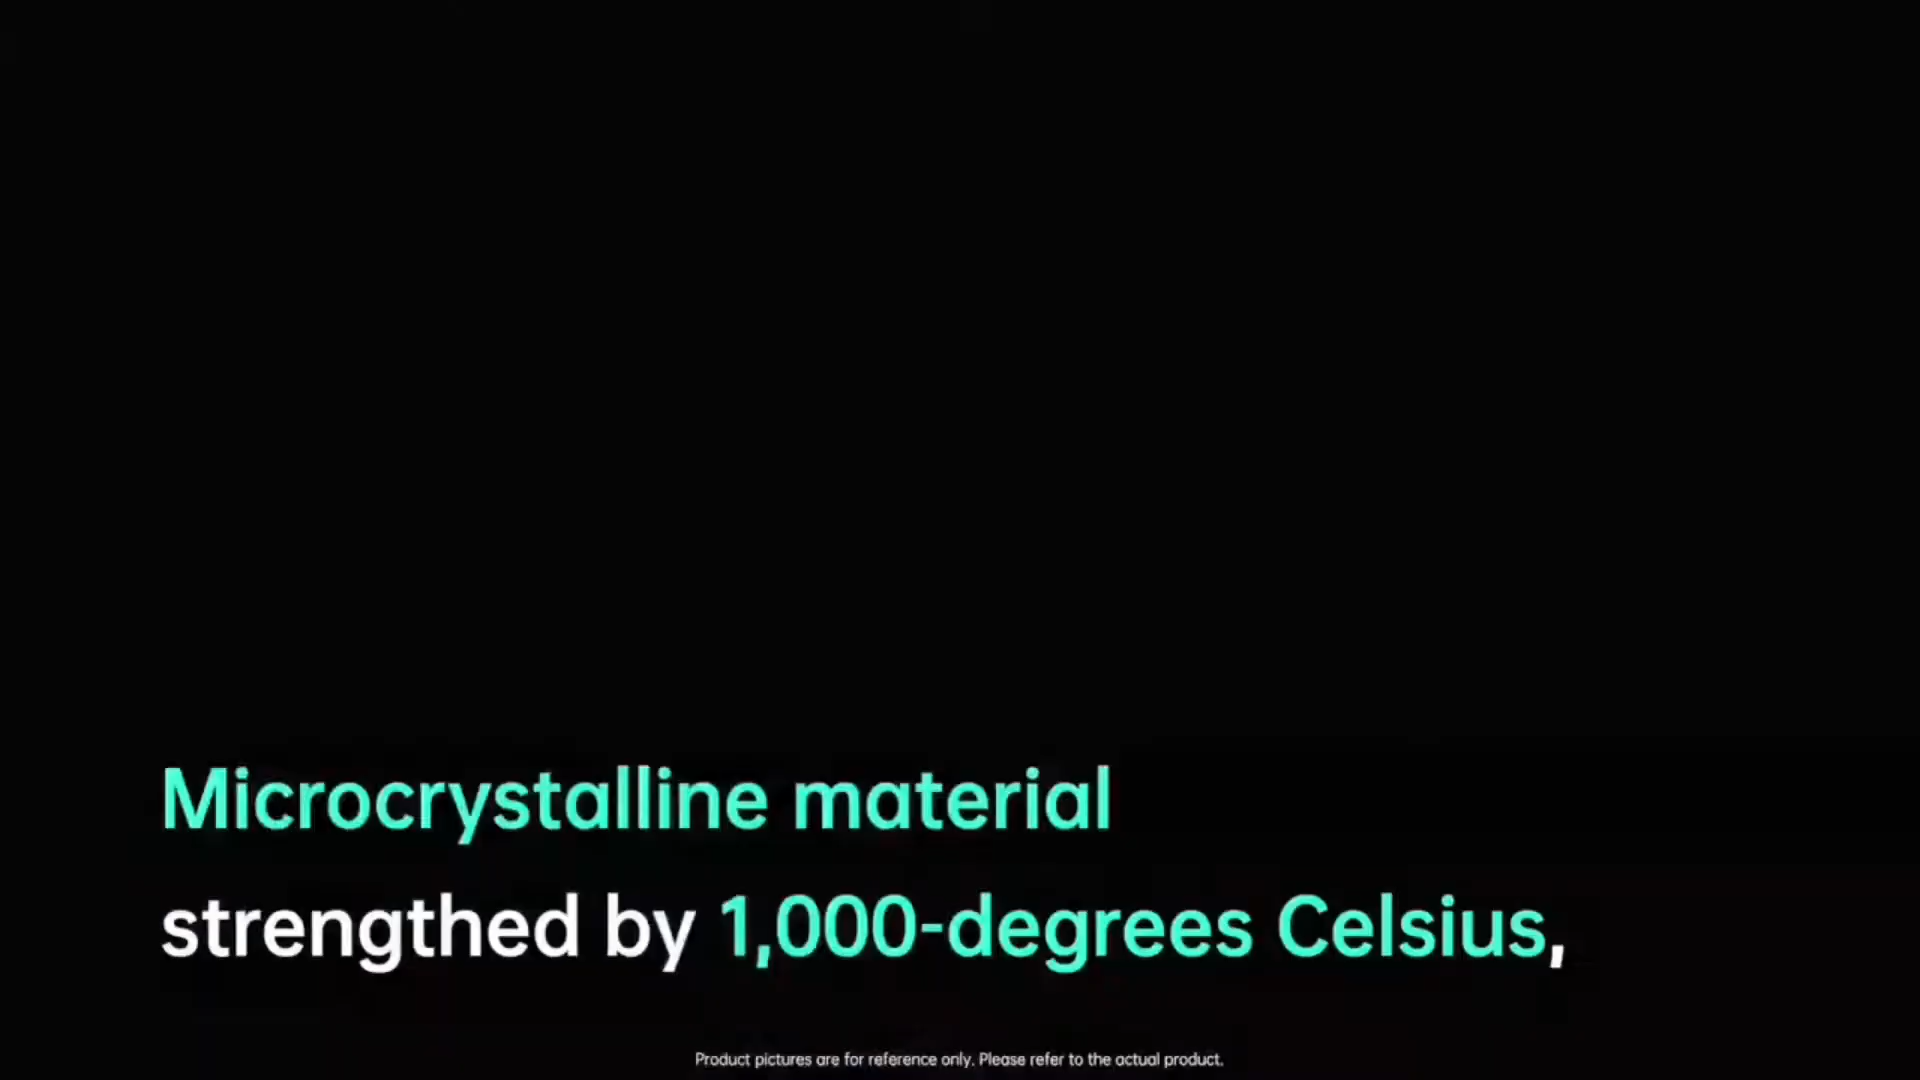 Microcrystalline material
strengthed by 1,000-degrees Celsius,
Product pictures are for reference only. Please refer to the actual product.